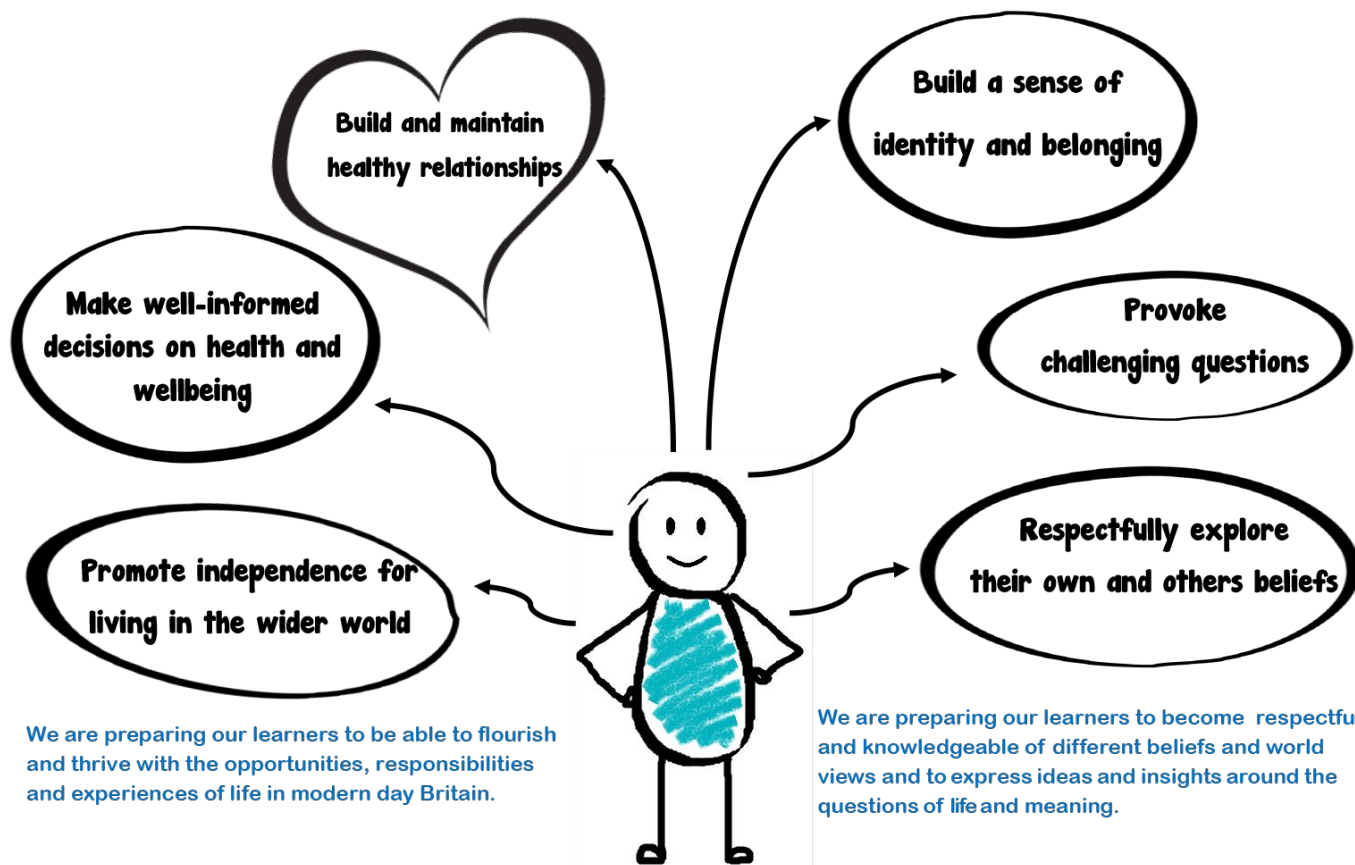 Build and maintain
healthy relationships
Build a sense of
identity and belonging
Make well-informed
decisions on health and
wellbeing
Provoke
challenging questions
Promote independence for
living in the wider world
Respectfully explore
their own and others beliefs
We are preparing our learners to be able to flourish
and thrive with the opportunities, responsibilities
and experiences of life in modern day Britain.
We are preparing our learners to become respectfu
and knowledgeable of different beliefs and world
views and to express ideas and insights around the
questions of life and meaning.